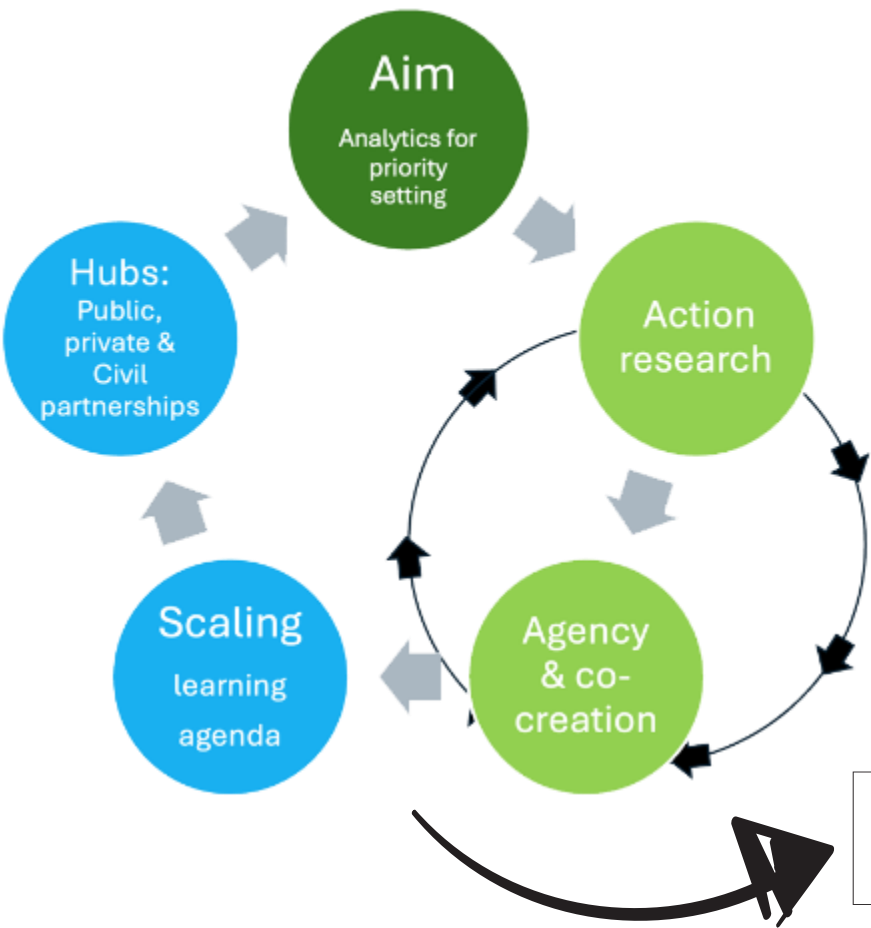 Aim
Analytics for
priority
setting
Hubs:
Public,
private &
Civil
partnerships
Action
research
Scaling
learning
agenda
Agency
& co-
creation